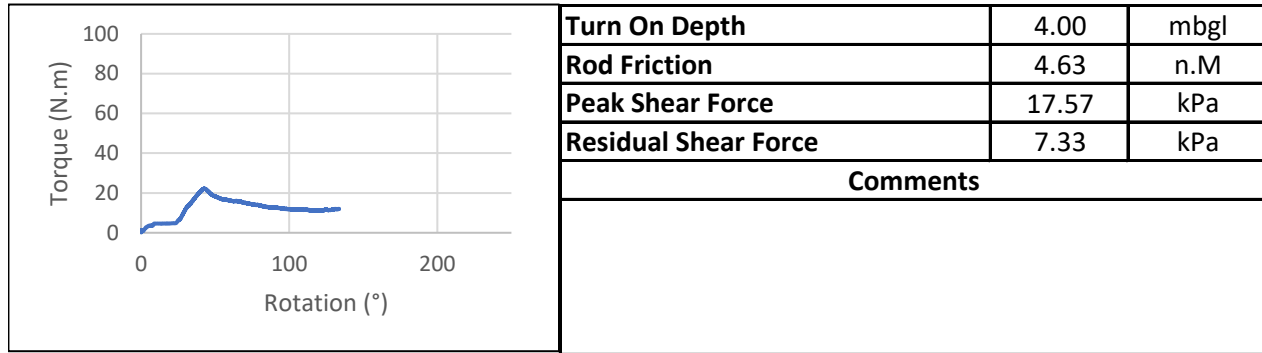 100
80
60
40
20
0
Torque (N.m)
0 100 200
Rotation (°)
Turn On Depth 4.00 mbgl
Rod Friction 4.63 n.M
Peak Shear Force 17.57 kPa
Residual Shear Force 7.33 kPa
Comments